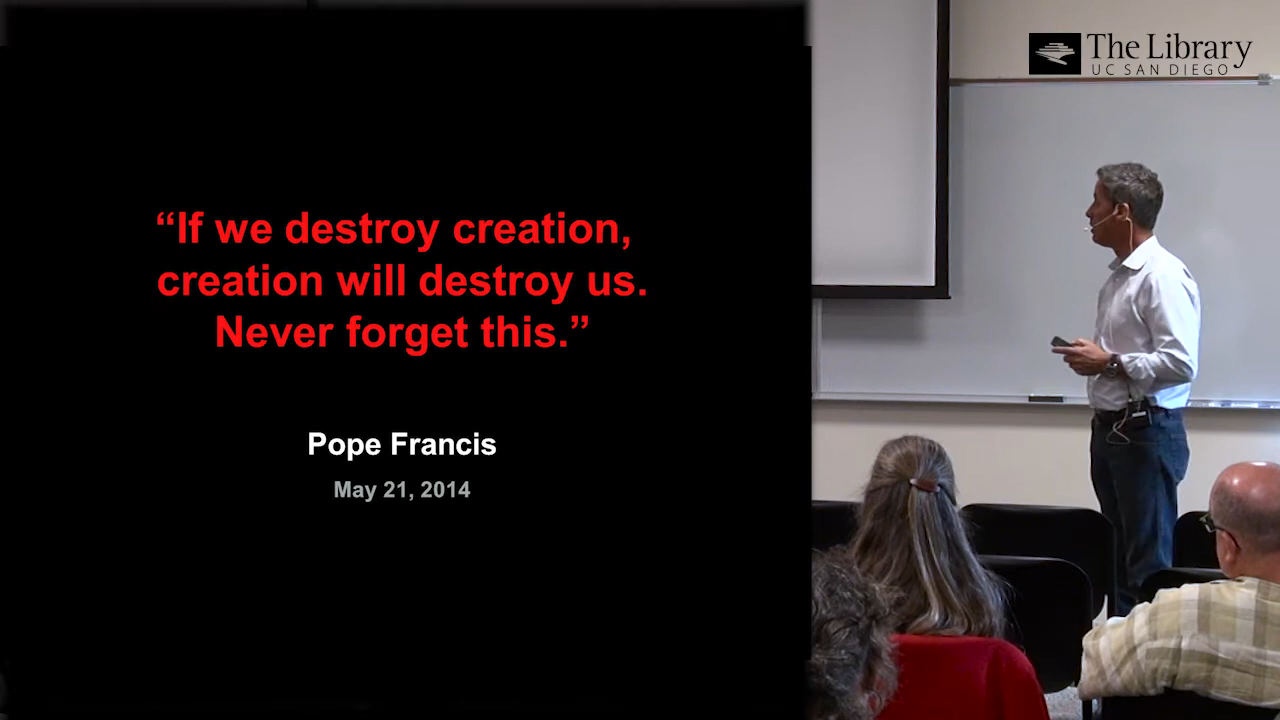 “If we destroy creation,
creation will destroy us.
Never forget this.”
Pope Francis
May 21, 2014
The Library
UC SAN DIEGO